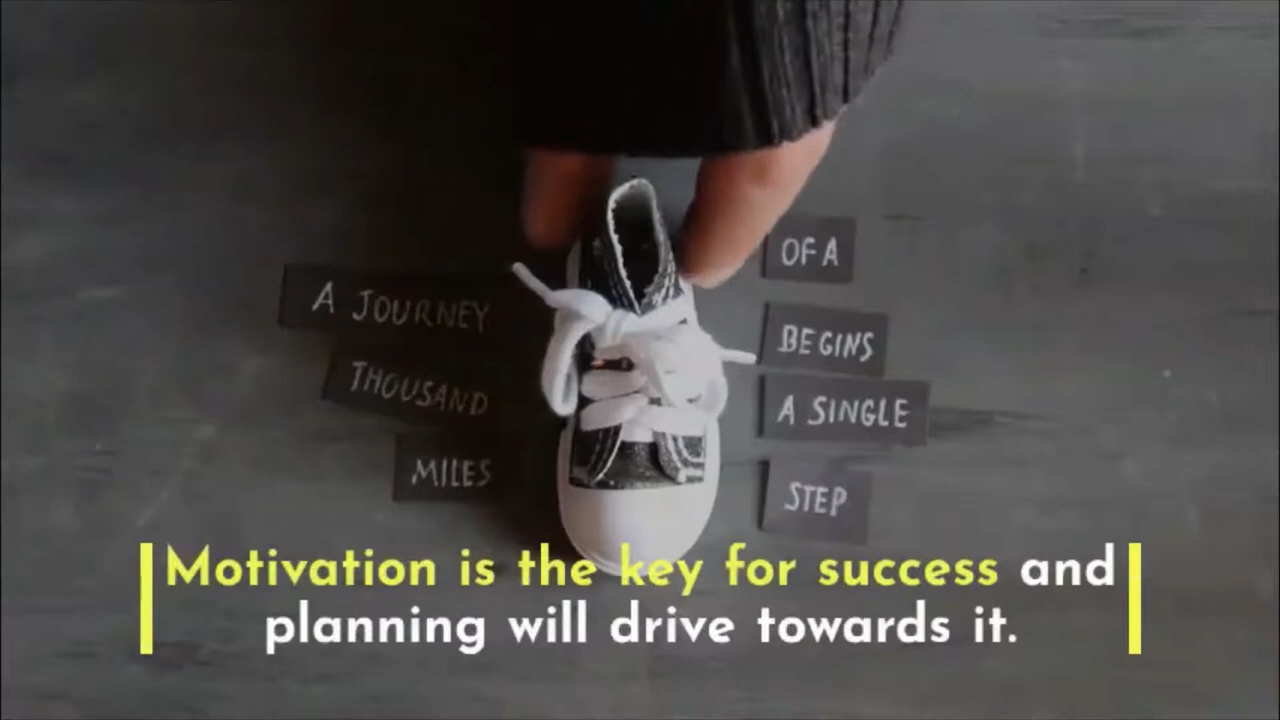 A JOURNEY
OF A
THOUSAND
BEGINS
MILES
A SINGLE
STEP
Motivation is the key for success and
planning will drive towards it.